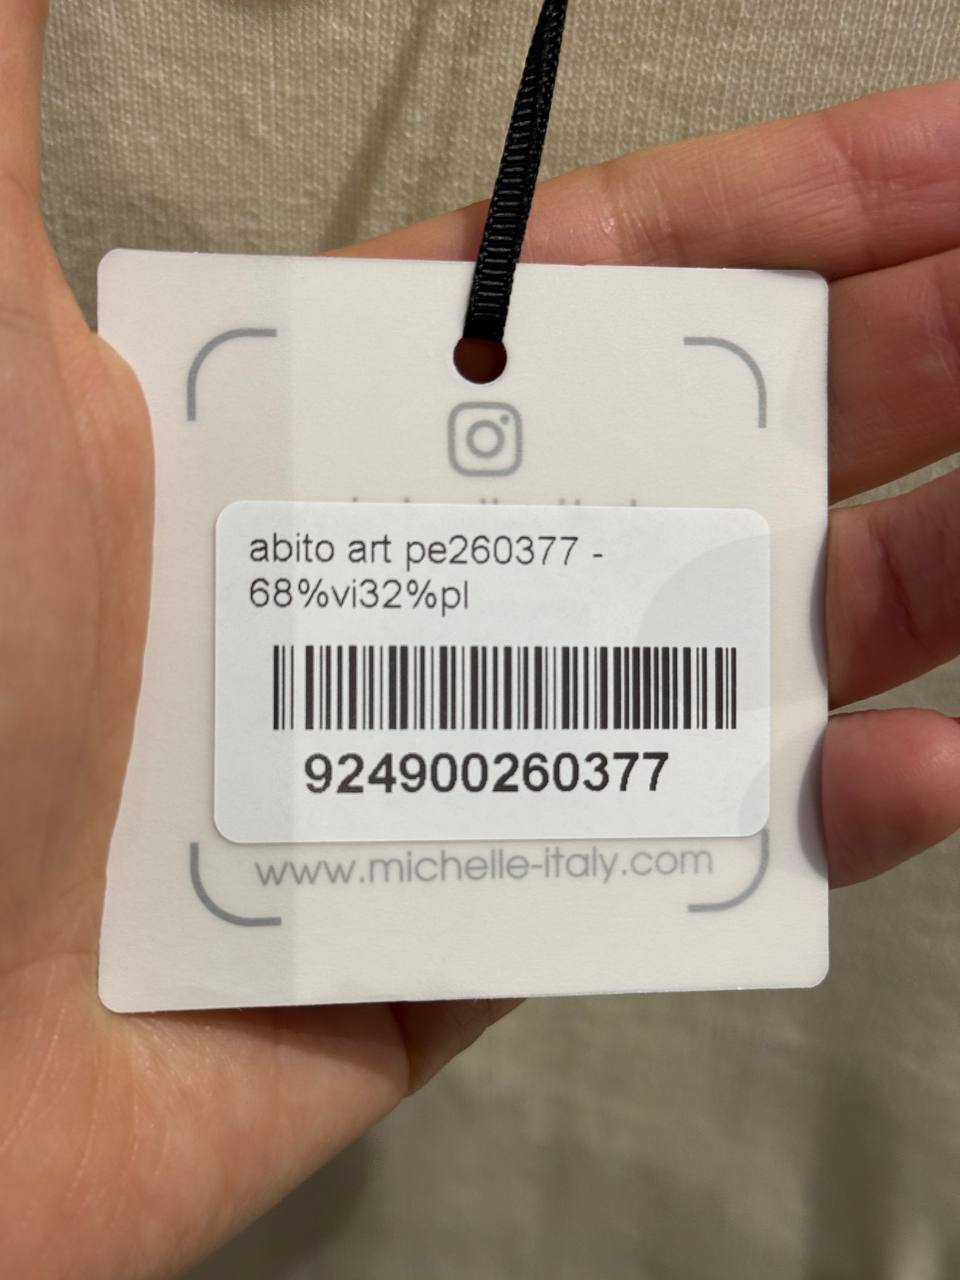 abito art pe260377 -
68%vi32%pl
924900260377
www.michelle-italy.com